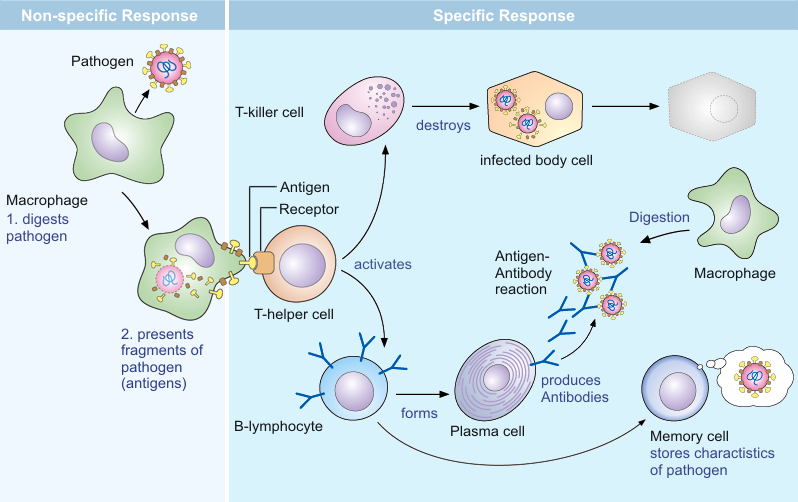 Non-specific Response
Specific Response
Pathogen
Macrophage
1. digests
pathogen
2. presents
fragments of
pathogen
(antigens)
Antigen
Receptor
T-helper cell
activates
T-killer cell
destroys
infected body cell
B-lymphocyte
forms
Plasma cell
produces
Antibodies
Antigen-
Antibody
reaction
Digestion
Macrophage
Memory cell
stores charactistics
of pathogen